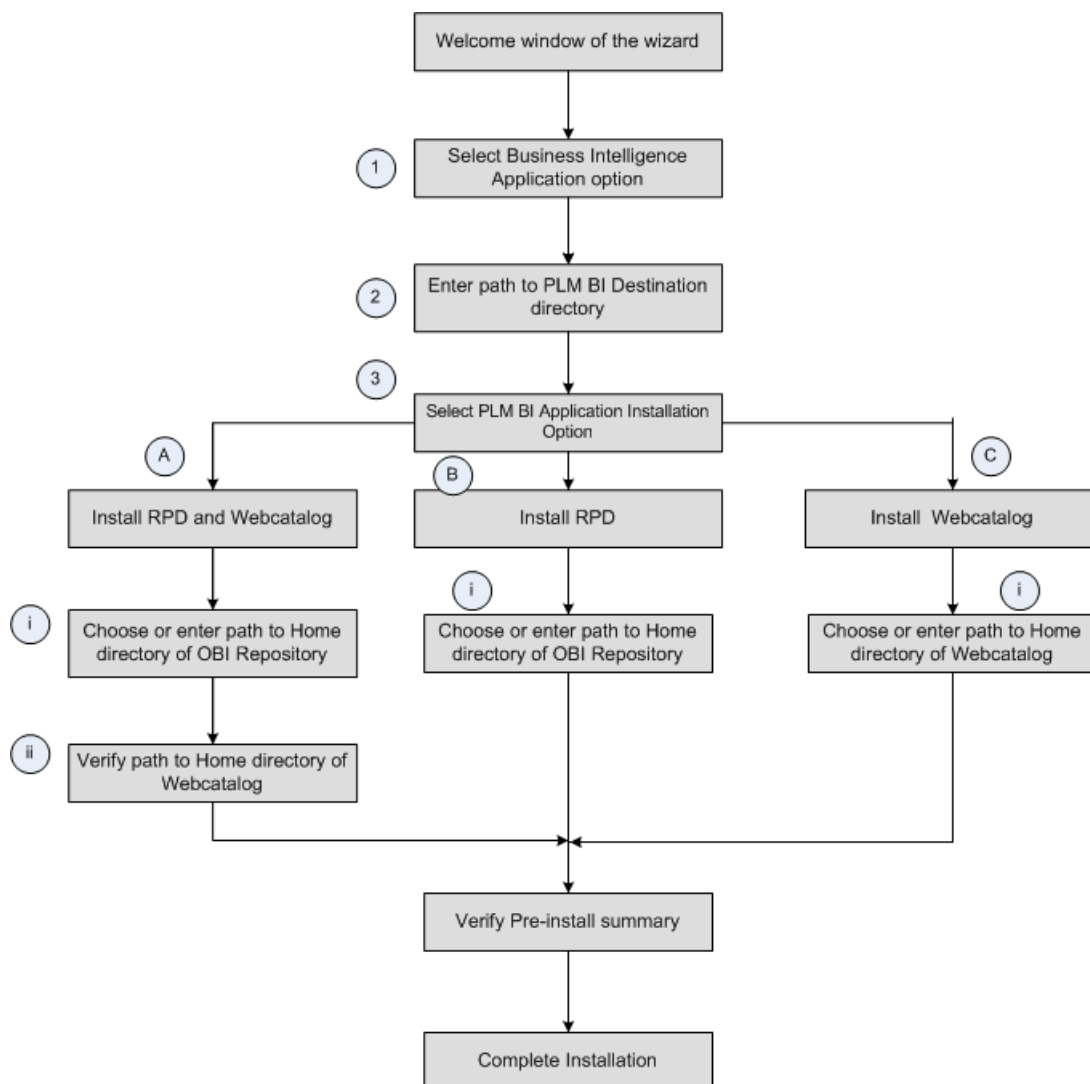 Welcome window of the wizard
1
Select Business Intelligence
Application option
2
Enter path to PLM BI Destination
directory
3
Select PLM BI Application Installation
Option
A
B
C
Install RPD and Webcatalog
Install RPD
Install Webcatalog
i
Choose or enter path to Home
directory of OBI Repository
i
Choose or enter path to Home
directory of OBI Repository
i
Choose or enter path to Home
directory of Webcatalog
ii
Verify path to Home directory of
Webcatalog
Verify Pre-install summary
Complete Installation